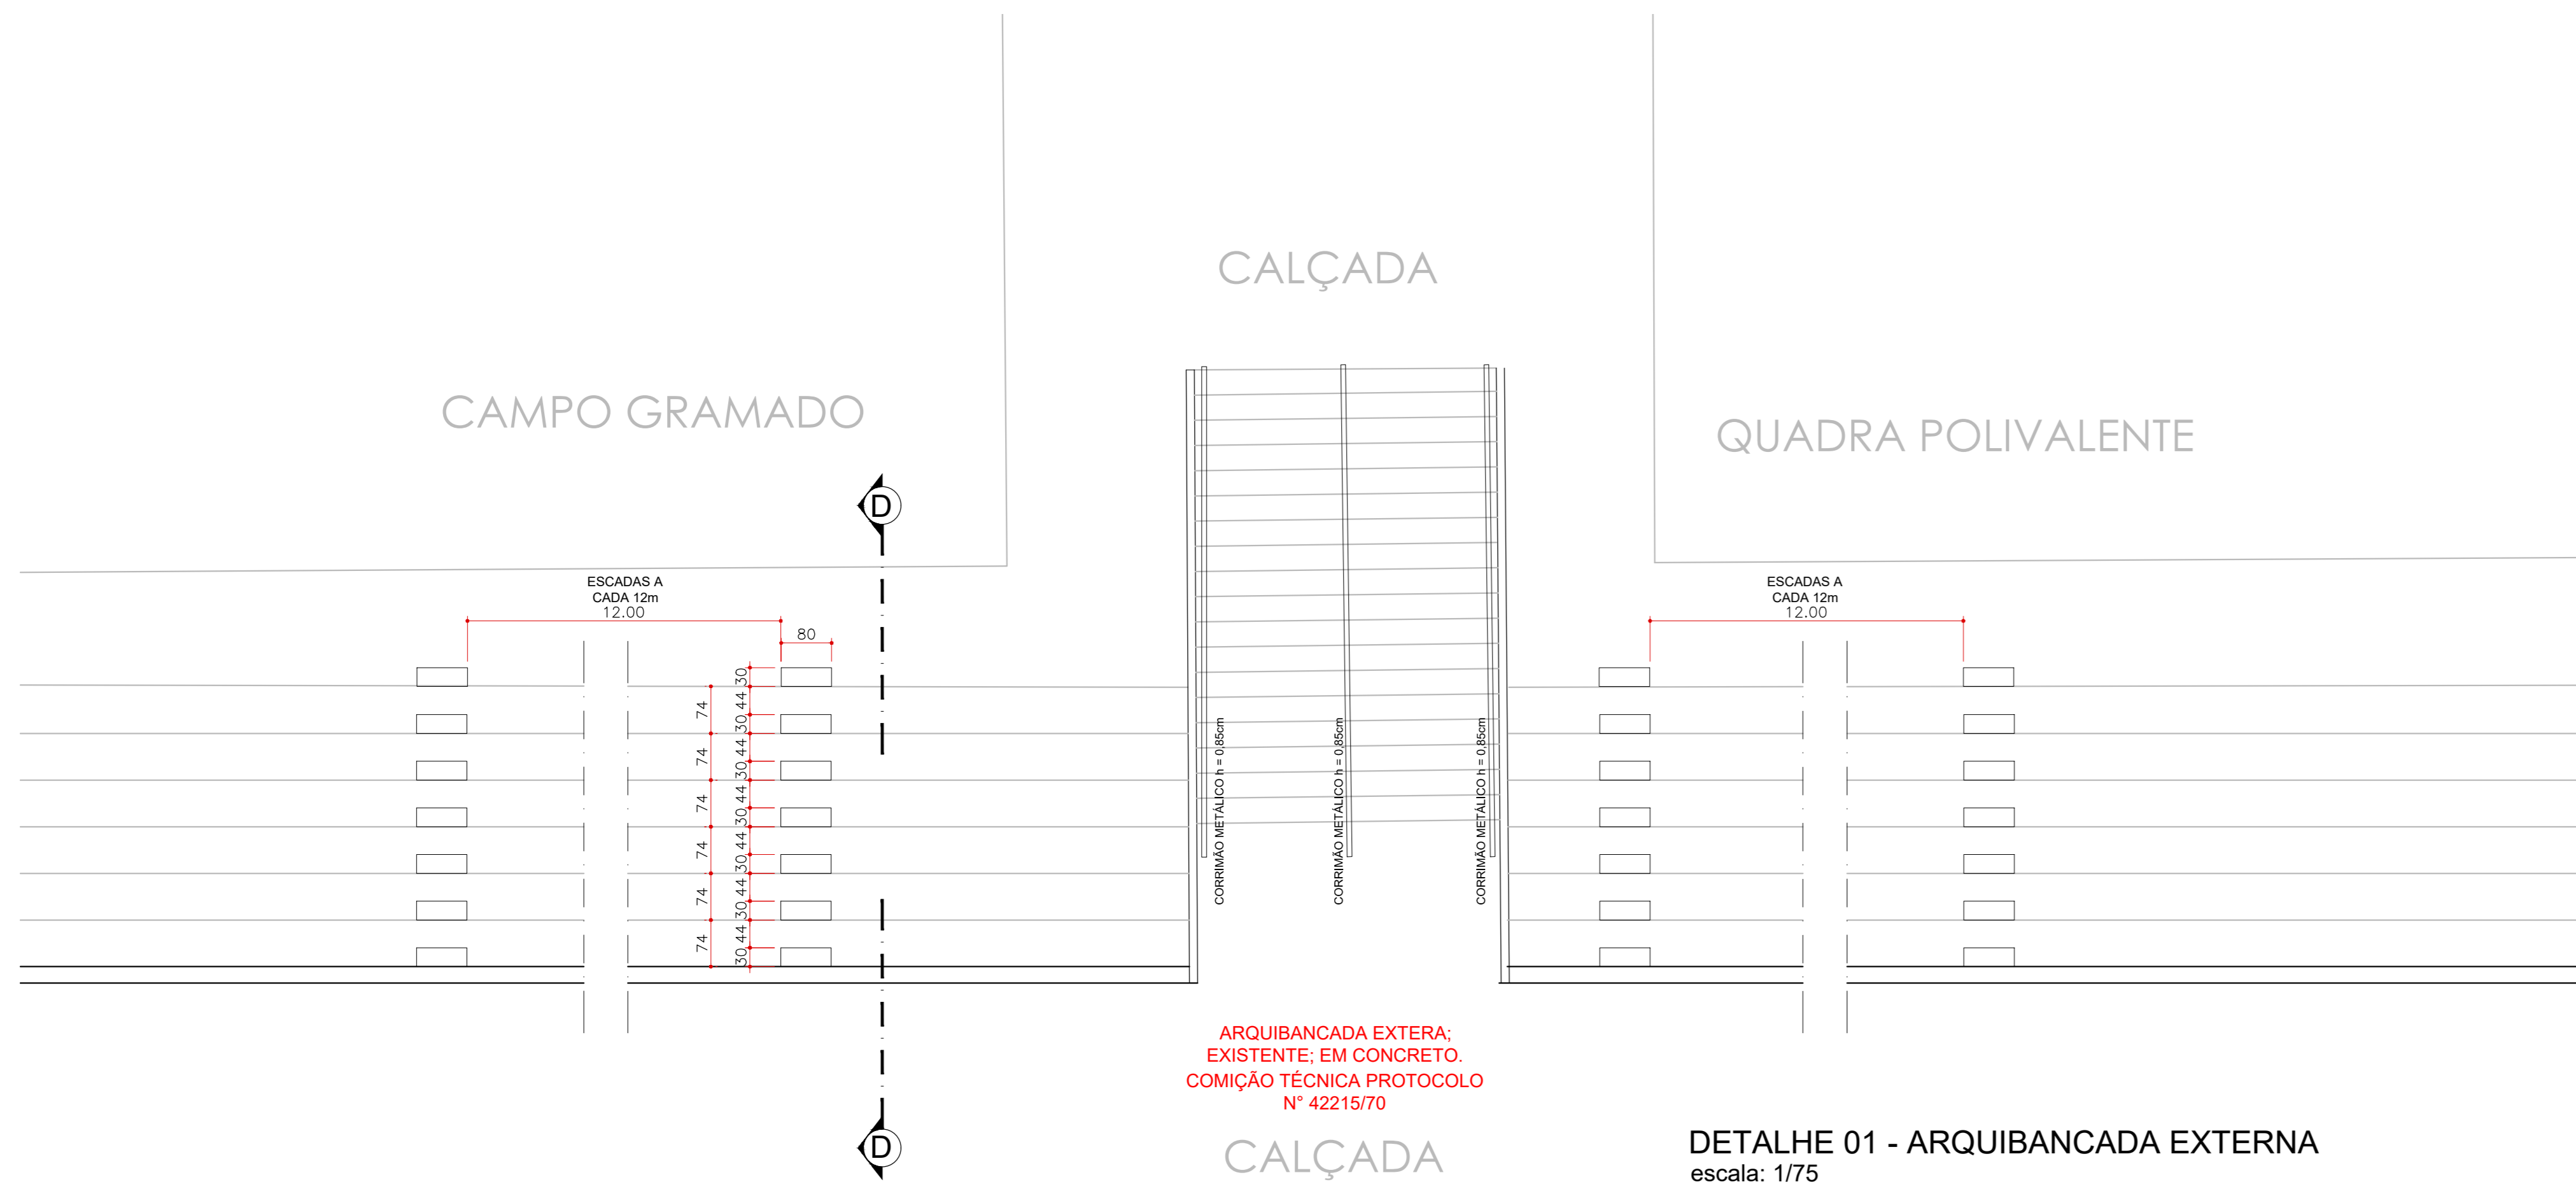 CALÇADA
CAMPO GRAMADO
QUADRA POLIVALENTE
D
ESCADAS A
CADA 12m
12.00
80
ESCADAS A
CADA 12m
12.00
30
44
30
44
30
44
30
44
30
44
30
44
30
74
74
74
74
74
74
CORRIMÃO METÁLICO h = 0,85cm
CORRIMÃO METÁLICO h = 0,85cm
CORRIMÃO METÁLICO h = 0,85cm
ARQUIBANCADA EXTERA;
EXISTENTE; EM CONCRETO.
COMIÇÃO TÉCNICA PROTOCOLO
N° 42215/70
D
CALÇADA
DETALHE 01 - ARQUIBANCADA EXTERNA
escala: 1/75